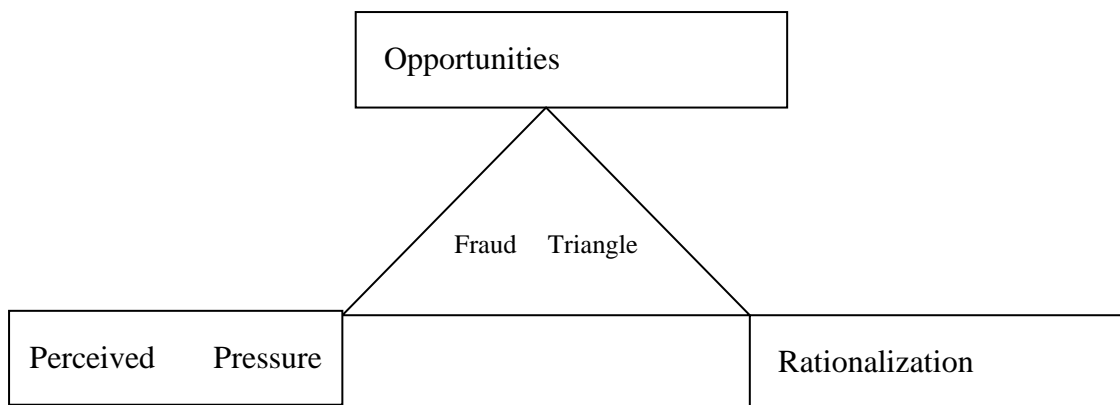 Opportunities
Fraud Triangle
Perceived Pressure
Rationalization